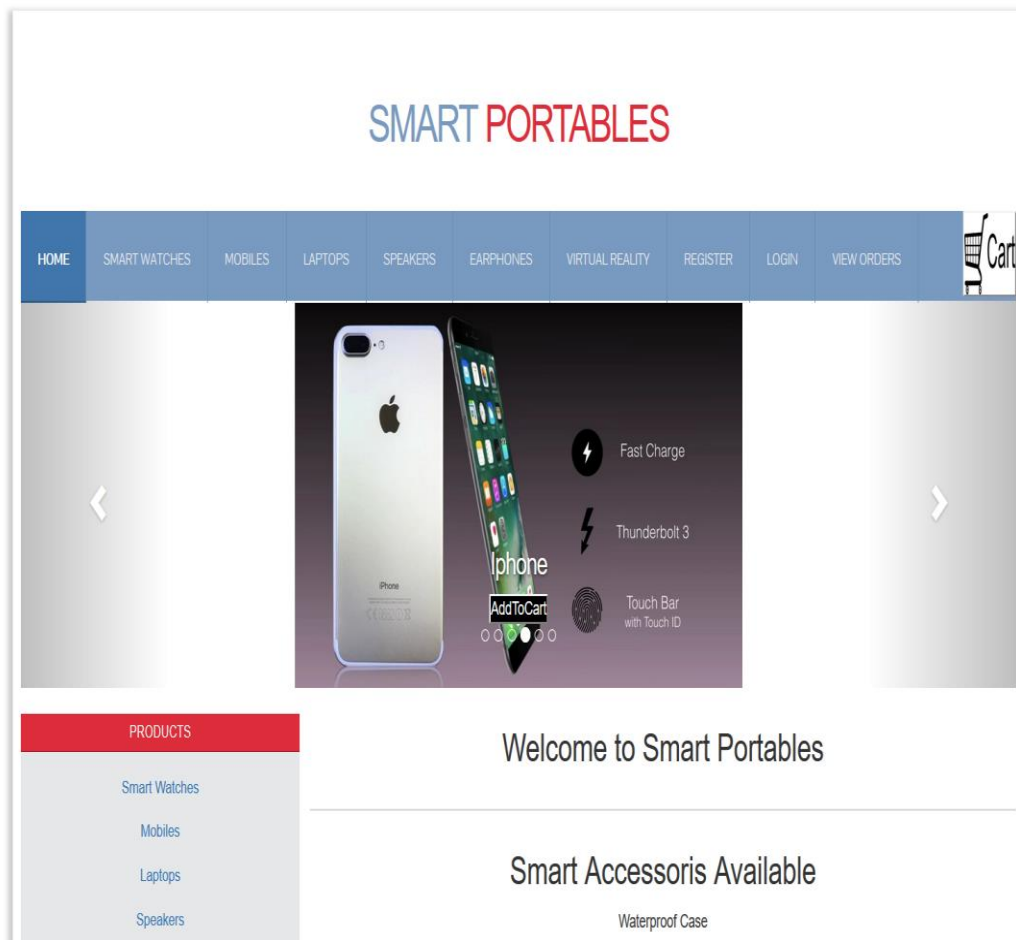 SMART PORTABLES
HOME SMART WATCHES MOBILES LAPTOPS SPEAKERS EARPHONES VIRTUAL REALITY REGISTER LOGIN VIEW ORDERS Cart
Fast Charge
Thunderbolt 3
Iphone
iPhone
AddToCart
Touch Bar
with Touch ID
PRODUCTS
Smart Watches
Mobiles
Laptops
Speakers
Welcome to Smart Portables
Smart Accessoris Available
Waterproof Case